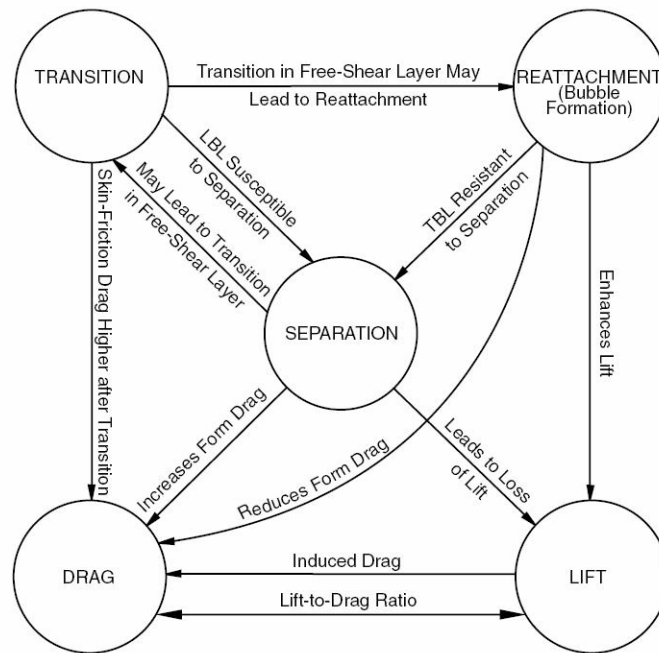 TRANSITION
Transition in Free-Shear Layer May
Lead to Reattachment
REATTACHMENT
(Bubble
Formation)
LBL Susceptible
to Separation
May Lead to Transition
in Free-Shear Layer
TBL Resistant
to Separation
Skin-Friction Drag Higher after Transition
Enhances Lift
SEPARATION
Increases Form Drag
Reduces Form Drag
Leads to Loss
of Lift
DRAG
Induced Drag
Lift-to-Drag Ratio
LIFT